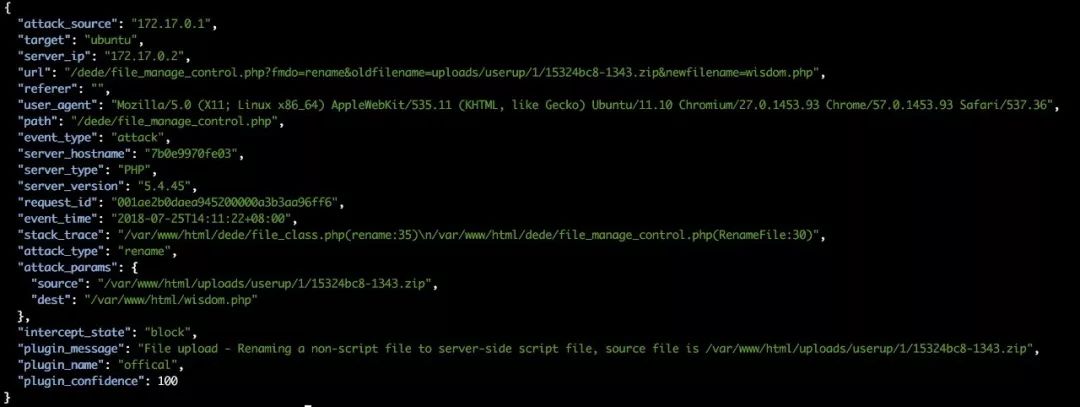 {
"attack_source": "172.17.0.1",
"target": "ubuntu",
"server_ip": "172.17.0.2",
"url": "/dede/file_manage_control.php?fmdo=rename&oldfilename=uploads/userup/1/15324bc8-1343.zip&newfilename=wisdom.php",
"referer": "",
"user_agent": "Mozilla/5.0 (X11; Linux x86_64) AppleWebKit/535.11 (KHTML, like Gecko) Ubuntu/11.10 Chromium/27.0.1453.93 Chrome/57.0.1453.93 Safari/537.36",
"path": "/dede/file_manage_control.php",
"event_type": "attack",
"server_hostname": "7b0e9970fe03",
"server_type": "PHP",
"server_version": "5.4.45",
"request_id": "001ae2b0daea945200000a3b3aa96ff6",
"event_time": "2018-07-25T14:11:22+08:00",
"stack_trace": "/var/www/html/dede/file_class.php(rename:35)\n/var/www/html/dede/file_manage_control.php(RenameFile:30)",
"attack_type": "rename",
"attack_params": {
"source": "/var/www/html/uploads/userup/1/15324bc8-1343.zip",
"dest": "/var/www/html/wisdom.php"
},
"intercept_state": "block",
"plugin_message": "File upload - Renaming a non-script file to server-side script file, source file is /var/www/html/uploads/userup/1/15324bc8-1343.zip",
"plugin_name": "offical",
"plugin_confidence": 100
}